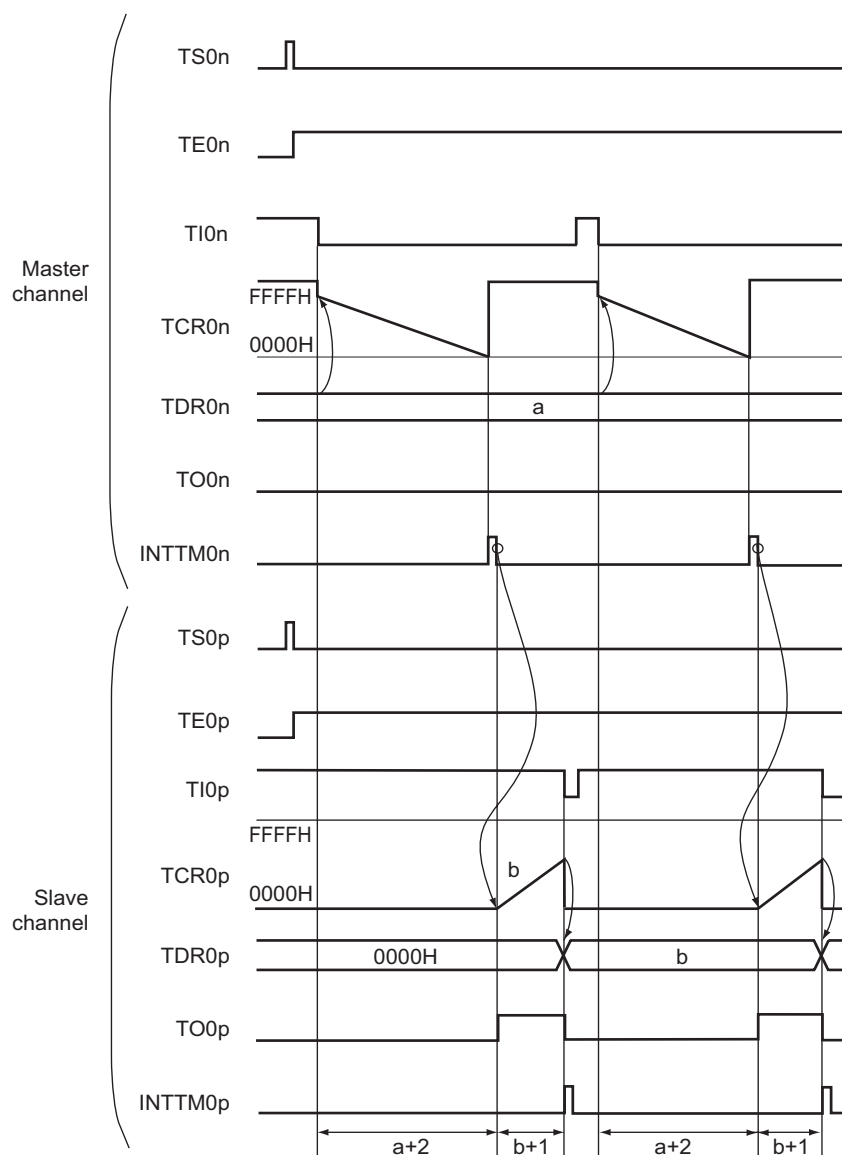 TS0n
TE0n
TI0n
Master
channel
FFFFH
TCR0n
0000H
TDR0n
a
TO0n
INTTM0n
TS0p
TE0p
TI0p
FFFFH
Slave
channel
TCR0p
b
0000H
TDR0p
0000H
b
TO0p
INTTM0p
a+2
b+1
a+2
b+1